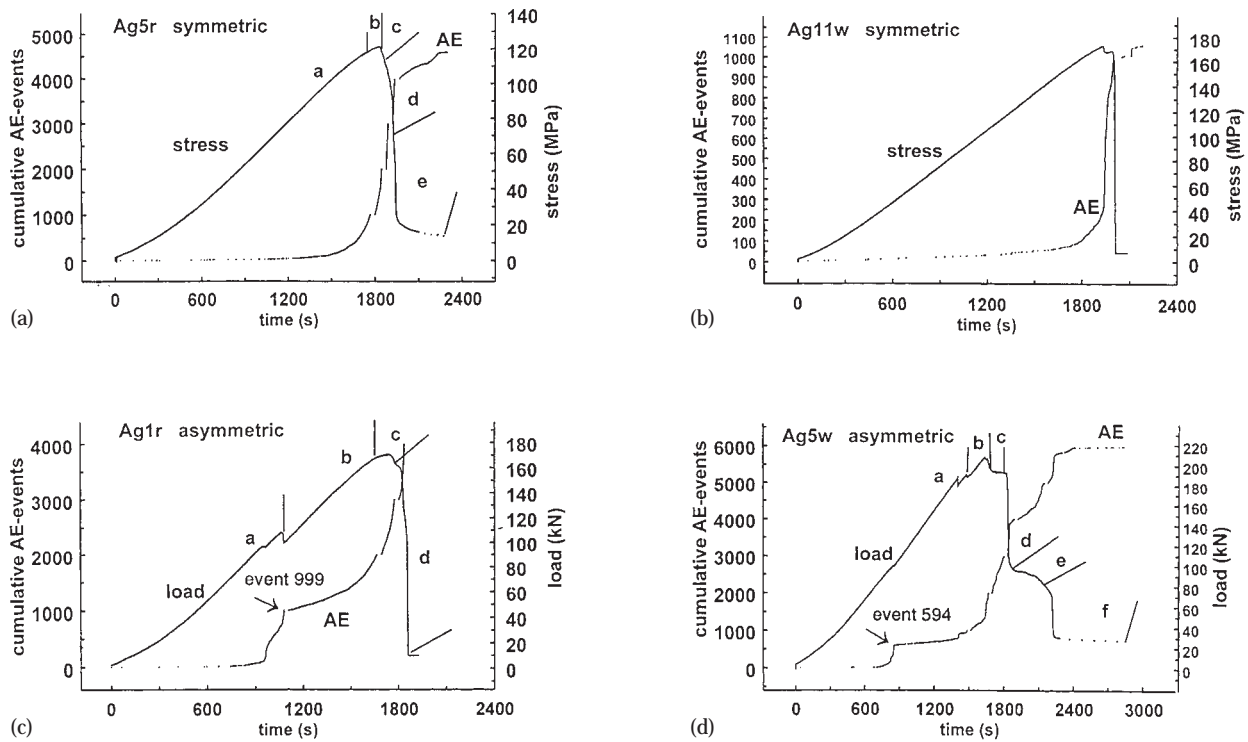 Ag5r symmetric
b
c
AE
a
d
stress
e
5000
4000
3000
2000
1000
0
cumulative AE-events
140
120
100
80
60
40
20
0
stress (MPa)
0 600 1200 1800 2400
time (s)
(a)
Ag11w symmetric
stress
AE
1100
1000
900
800
700
600
500
400
300
200
100
0
cumulative AE-events
180
160
140
120
100
80
60
40
20
0
stress (MPa)
0 600 1200 1800 2400
time (s)
(b)
Ag1r asymmetric
c
b
a
load
event 999
AE
d
4000
3000
2000
1000
0
cumulative AE-events
180
160
140
120
100
80
60
40
20
0
load (kN)
0 600 1200 1800 2400
time (s)
(c)
Ag5w asymmetric
b
c
AE
a
load
d
e
event 594
f
6000
5000
4000
3000
2000
1000
0
cumulative AE-events
220
200
180
160
140
120
100
80
60
40
20
0
load (kN)
0 600 1200 1800 2400 3000
time (s)
(d)